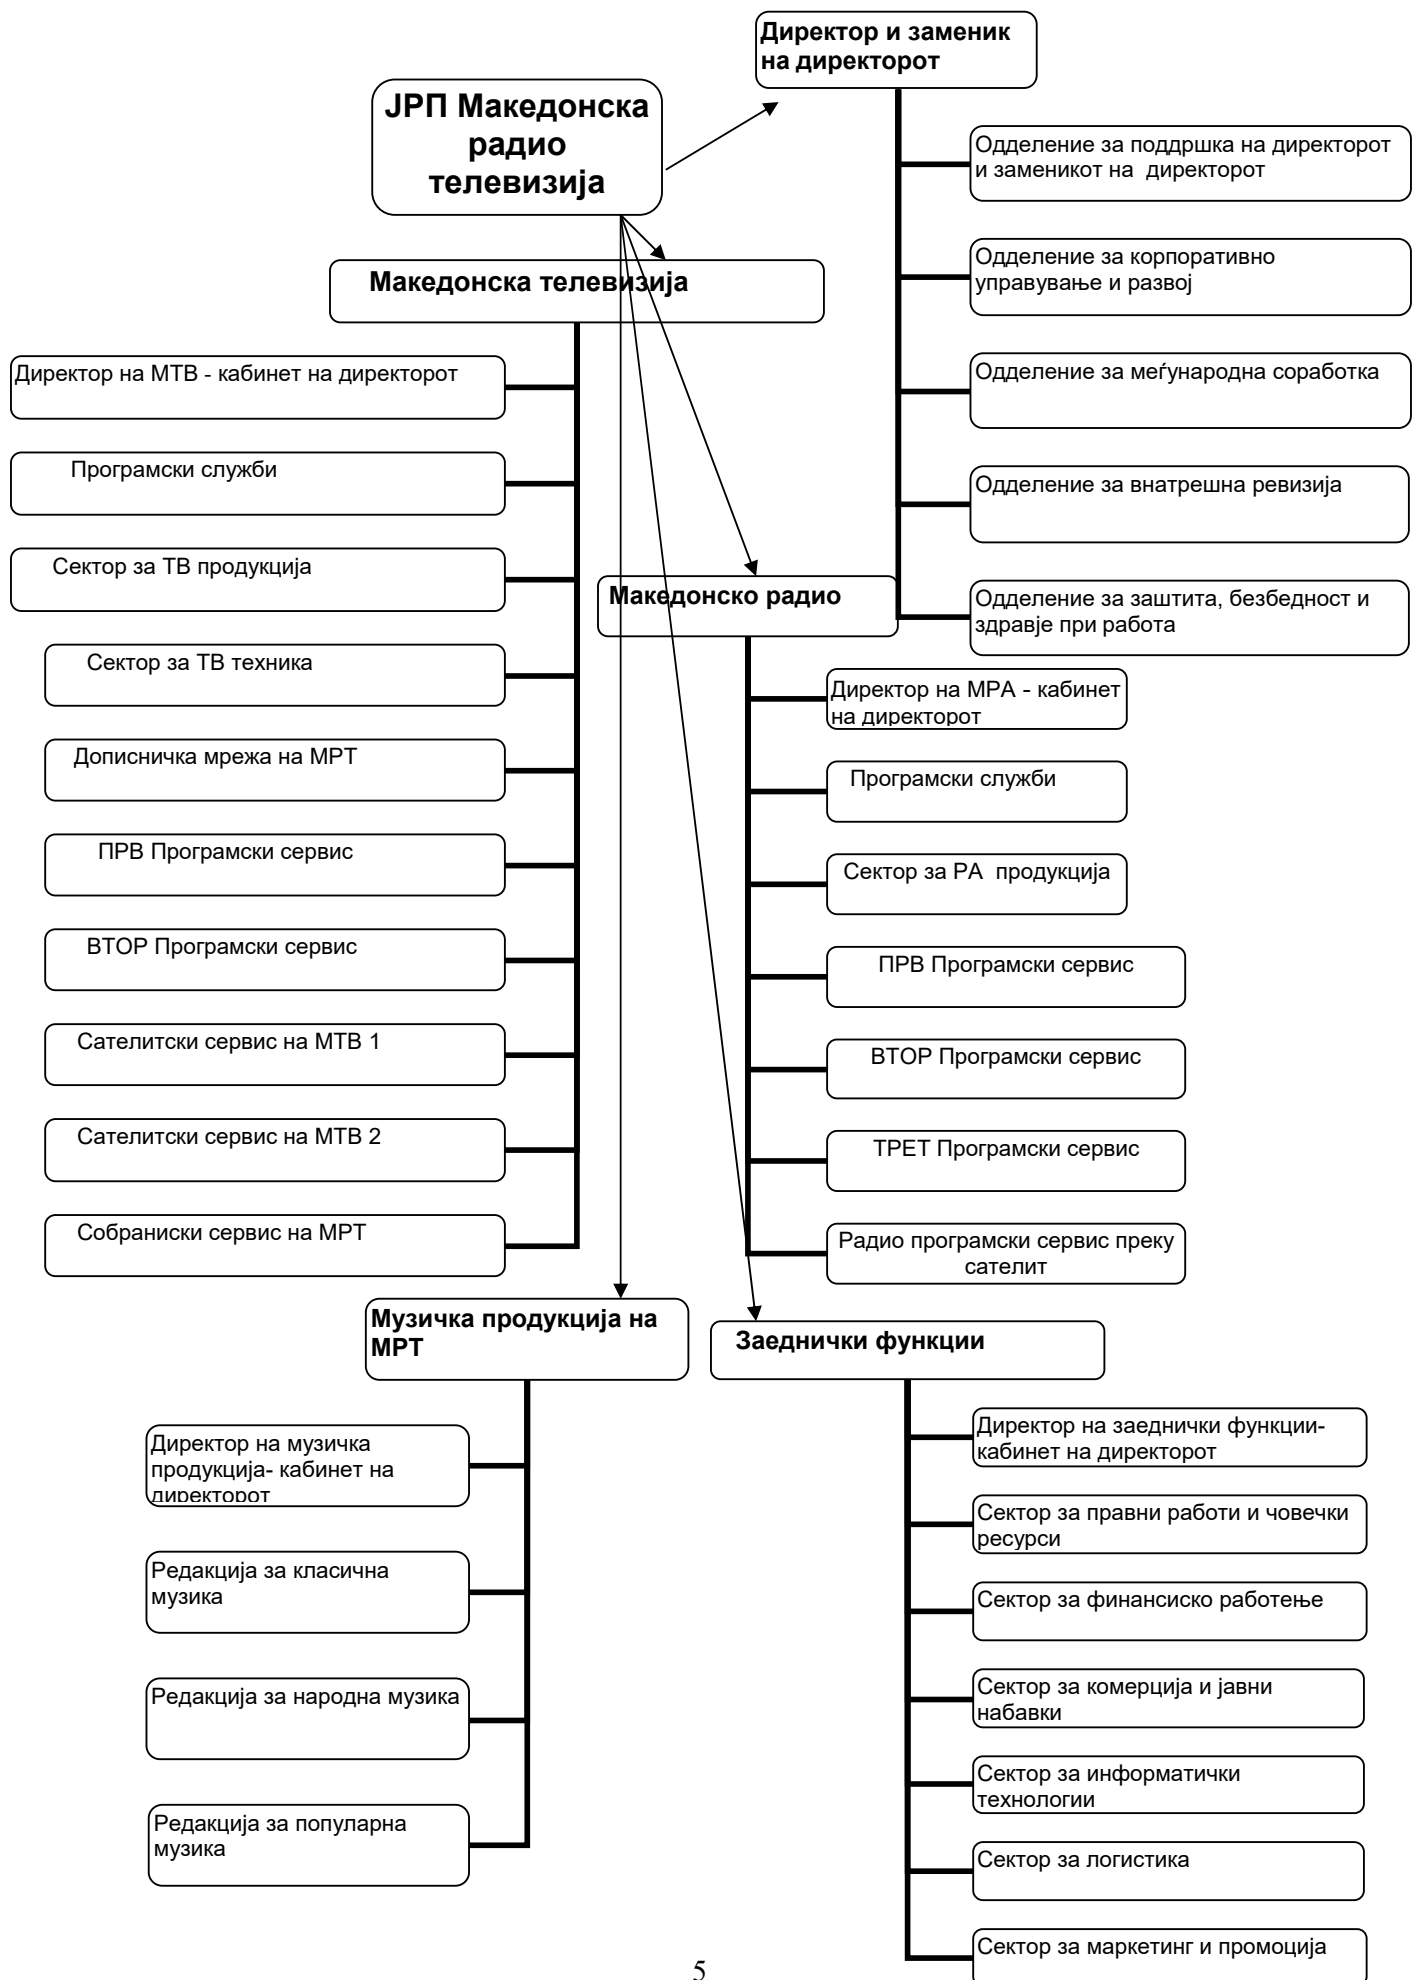 Директор и заменик
на директорот
ЈРП Македонска
радио
телевизија
Одделение за поддршка на директорот
и заменикот на  директорот
Одделение за корпоративно
управување и развој
Одделение за меѓународна соработка
Одделение за внатрешна ревизија
Одделение за заштита, безбедност и
здравје при работа
Македонска телевизија
Директор на МТВ - кабинет на директорот
Програмски служби
Сектор за ТВ продукција
Сектор за ТВ техника
Дописничка мрежа на МРТ
ПРВ Програмски сервис
ВТОР Програмски сервис
Сателитски сервис на МТВ 1
Сателитски сервис на МТВ 2
Собраниски сервис на МРТ
Македонско радио
Директор на МРА - кабинет
на директорот
Програмски служби
Сектор за РА  продукција
ПРВ Програмски сервис
ВТОР Програмски сервис
ТРЕТ Програмски сервис
Радио програмски сервис преку
сателит
Музичка продукција на
МРТ
Директор на музичка
продукција- кабинет на
директорот
Редакција за класична
музика
Редакција за народна музика
Редакција за популарна
музика
Заеднички функции
Директор на заеднички функции-
кабинет на директорот
Сектор за правни работи и човечки
ресурси
Сектор за финансиско работење
Сектор за комерција и јавни
набавки
Сектор за информатички
технологии
Сектор за логистика
Сектор за маркетинг и промоција
5